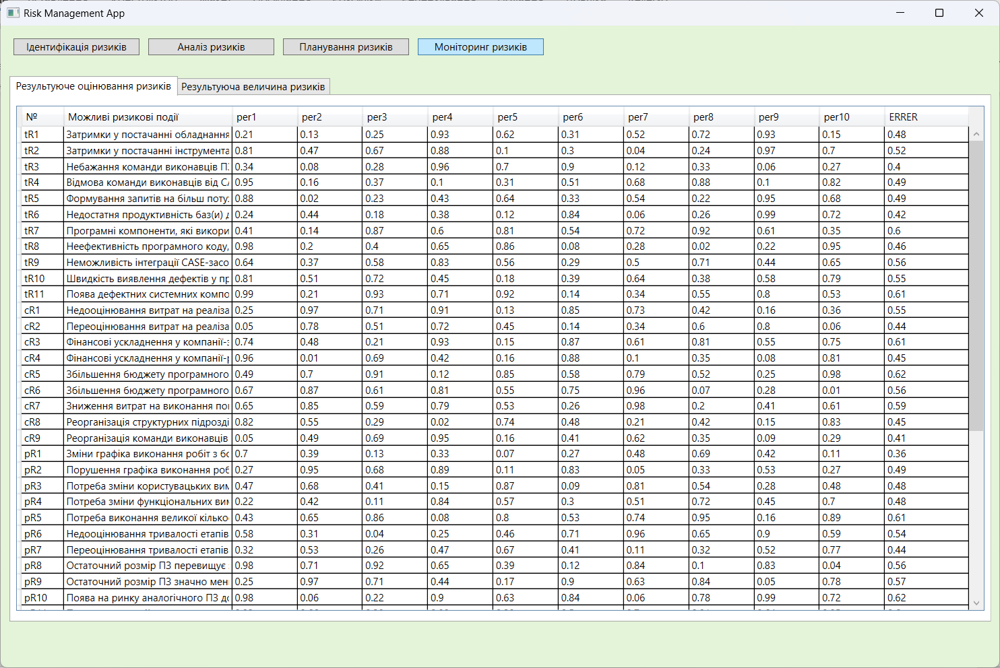 Risk Management App
Ідентифікація ризиків Аналіз ризиків Планування ризиків Моніторинг ризиків
Результуюче оцінювання ризиків Результуюча величина ризиків
№ Можливі ризикові події per1 per2 per3 per4 per5 per6 per7 per8 per9 per10 ERRER
tR1 Затримки у постачанні обладнання 0.21 0.13 0.25 0.93 0.62 0.31 0.52 0.72 0.93 0.15 0.48
tR2 Затримки у постачанні інструмента 0.81 0.47 0.67 0.88 0.1 0.3 0.04 0.24 0.97 0.7 0.52
tR3 Небажання команди виконавців ПЗ 0.34 0.08 0.28 0.96 0.7 0.9 0.12 0.33 0.06 0.27 0.4
tR4 Відмова команди виконавців від CA 0.95 0.16 0.37 0.1 0.31 0.51 0.68 0.88 0.1 0.82 0.49
tR5 Формування запитів на більш поту 0.88 0.02 0.23 0.43 0.64 0.33 0.54 0.22 0.95 0.68 0.49
tR6 Недостатня продуктивність баз(и) д 0.24 0.44 0.18 0.38 0.12 0.84 0.06 0.26 0.99 0.72 0.42
tR7 Програмні компоненти, які викори 0.41 0.14 0.87 0.6 0.81 0.54 0.72 0.92 0.61 0.35 0.6
tR8 Неефективність програмного коду, 0.98 0.2 0.4 0.65 0.86 0.08 0.28 0.02 0.22 0.95 0.46
tR9 Неможливість інтеграції CASE-засо 0.64 0.37 0.58 0.83 0.56 0.29 0.5 0.71 0.44 0.65 0.56
tR10 Швидкість виявлення дефектів у пр 0.81 0.51 0.72 0.45 0.18 0.39 0.64 0.38 0.58 0.79 0.55
tR11 Поява дефектних системних компо 0.99 0.21 0.93 0.71 0.92 0.14 0.34 0.55 0.8 0.53 0.61
cR1 Недооцінювання витрат на реаліза 0.25 0.97 0.71 0.91 0.13 0.85 0.73 0.42 0.16 0.36 0.55
cR2 Переоцінювання витрат на реаліза 0.05 0.78 0.51 0.72 0.45 0.14 0.34 0.6 0.8 0.06 0.44
cR3 Фінансові ускладнення у компанії-з 0.74 0.48 0.21 0.93 0.15 0.87 0.61 0.81 0.55 0.75 0.61
cR4 Фінансові ускладнення у компанії-р 0.96 0.01 0.69 0.42 0.16 0.88 0.1 0.35 0.08 0.81 0.45
cR5 Збільшення бюджету програмного 0.49 0.7 0.91 0.12 0.85 0.58 0.79 0.52 0.25 0.98 0.62
cR6 Збільшення бюджету програмного 0.67 0.87 0.61 0.81 0.55 0.75 0.96 0.07 0.28 0.01 0.56
cR7 Зниження витрат на виконання по 0.65 0.85 0.59 0.79 0.53 0.26 0.98 0.2 0.41 0.61 0.59
cR8 Реорганізація структурних підрозді 0.82 0.55 0.29 0.02 0.74 0.48 0.21 0.42 0.15 0.83 0.45
cR9 Реорганізація команди виконавців 0.05 0.49 0.69 0.95 0.16 0.41 0.62 0.35 0.09 0.29 0.41
pR1 Зміни графіка виконання робіт з бо 0.7 0.39 0.13 0.33 0.07 0.27 0.48 0.69 0.42 0.11 0.36
pR2 Порушення графіка виконання роб 0.27 0.95 0.68 0.89 0.11 0.83 0.05 0.33 0.53 0.27 0.49
pR3 Потреба зміни користувацьких вим 0.47 0.68 0.41 0.15 0.87 0.09 0.81 0.54 0.28 0.48 0.48
pR4 Потреба зміни функціональних вим 0.22 0.42 0.11 0.84 0.57 0.3 0.51 0.72 0.45 0.7 0.48
pR5 Потреба виконання великої кілько 0.43 0.65 0.86 0.08 0.8 0.53 0.74 0.95 0.16 0.89 0.61
pR6 Недооцінювання тривалості етапів 0.58 0.31 0.04 0.25 0.46 0.71 0.96 0.65 0.9 0.59 0.54
pR7 Переоцінювання тривалості етапів 0.32 0.53 0.26 0.47 0.67 0.41 0.11 0.32 0.52 0.77 0.44
pR8 Остаточний розмір ПЗ перевищує 0.98 0.71 0.92 0.65 0.39 0.12 0.84 0.1 0.83 0.04 0.56
pR9 Остаточний розмір ПЗ значно мен 0.25 0.97 0.71 0.44 0.17 0.9 0.63 0.84 0.05 0.78 0.57
pR10 Поява на ринку аналогічного ПЗ до 0.98 0.06 0.22 0.9 0.63 0.84 0.06 0.78 0.99 0.72 0.62